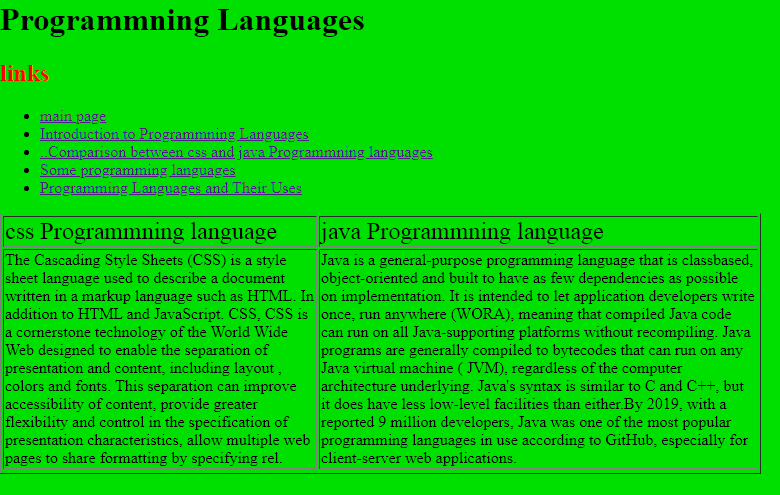 Programmning Languages
links
main page
Introduction to Programmning Languages
..Comparison between css and java Programmning languages
Some programming languages
Programming Languages and Their Uses
css Programmning language
The Cascading Style Sheets (CSS) is a style
sheet language used to describe a document
written in a markup language such as HTML. In
addition to HTML and JavaScript. CSS, CSS is
a cornerstone technology of the World Wide
Web designed to enable the separation of
presentation and content, including layout ,
colors and fonts. This separation can improve
accessibility of content, provide greater
flexibility and control in the specification of
presentation characteristics, allow multiple web
pages to share formatting by specifying rel.
java Programmning language
Java is a general-purpose programming language that is classbased,
object-oriented and built to have as few dependencies as possible
on implementation. It is intended to let application developers write
once, run anywhere (WORA), meaning that compiled Java code
can run on all Java-supporting platforms without recompiling. Java
programs are generally compiled to bytecodes that can run on any
Java virtual machine ( JVM), regardless of the computer
architecture underlying. Java's syntax is similar to C and C++, but
it does have less low-level facilities than either.By 2019, with a
reported 9 million developers, Java was one of the most popular
programming languages in use according to GitHub, especially for
client-server web applications.